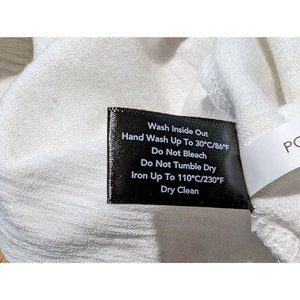 Wash Inside Out
Hand Wash Up To 30°C/86°F
Do Not Bleach
Do Not Tumble Dry
Iron Up To 110°C/230°F
Dry Clean
PO